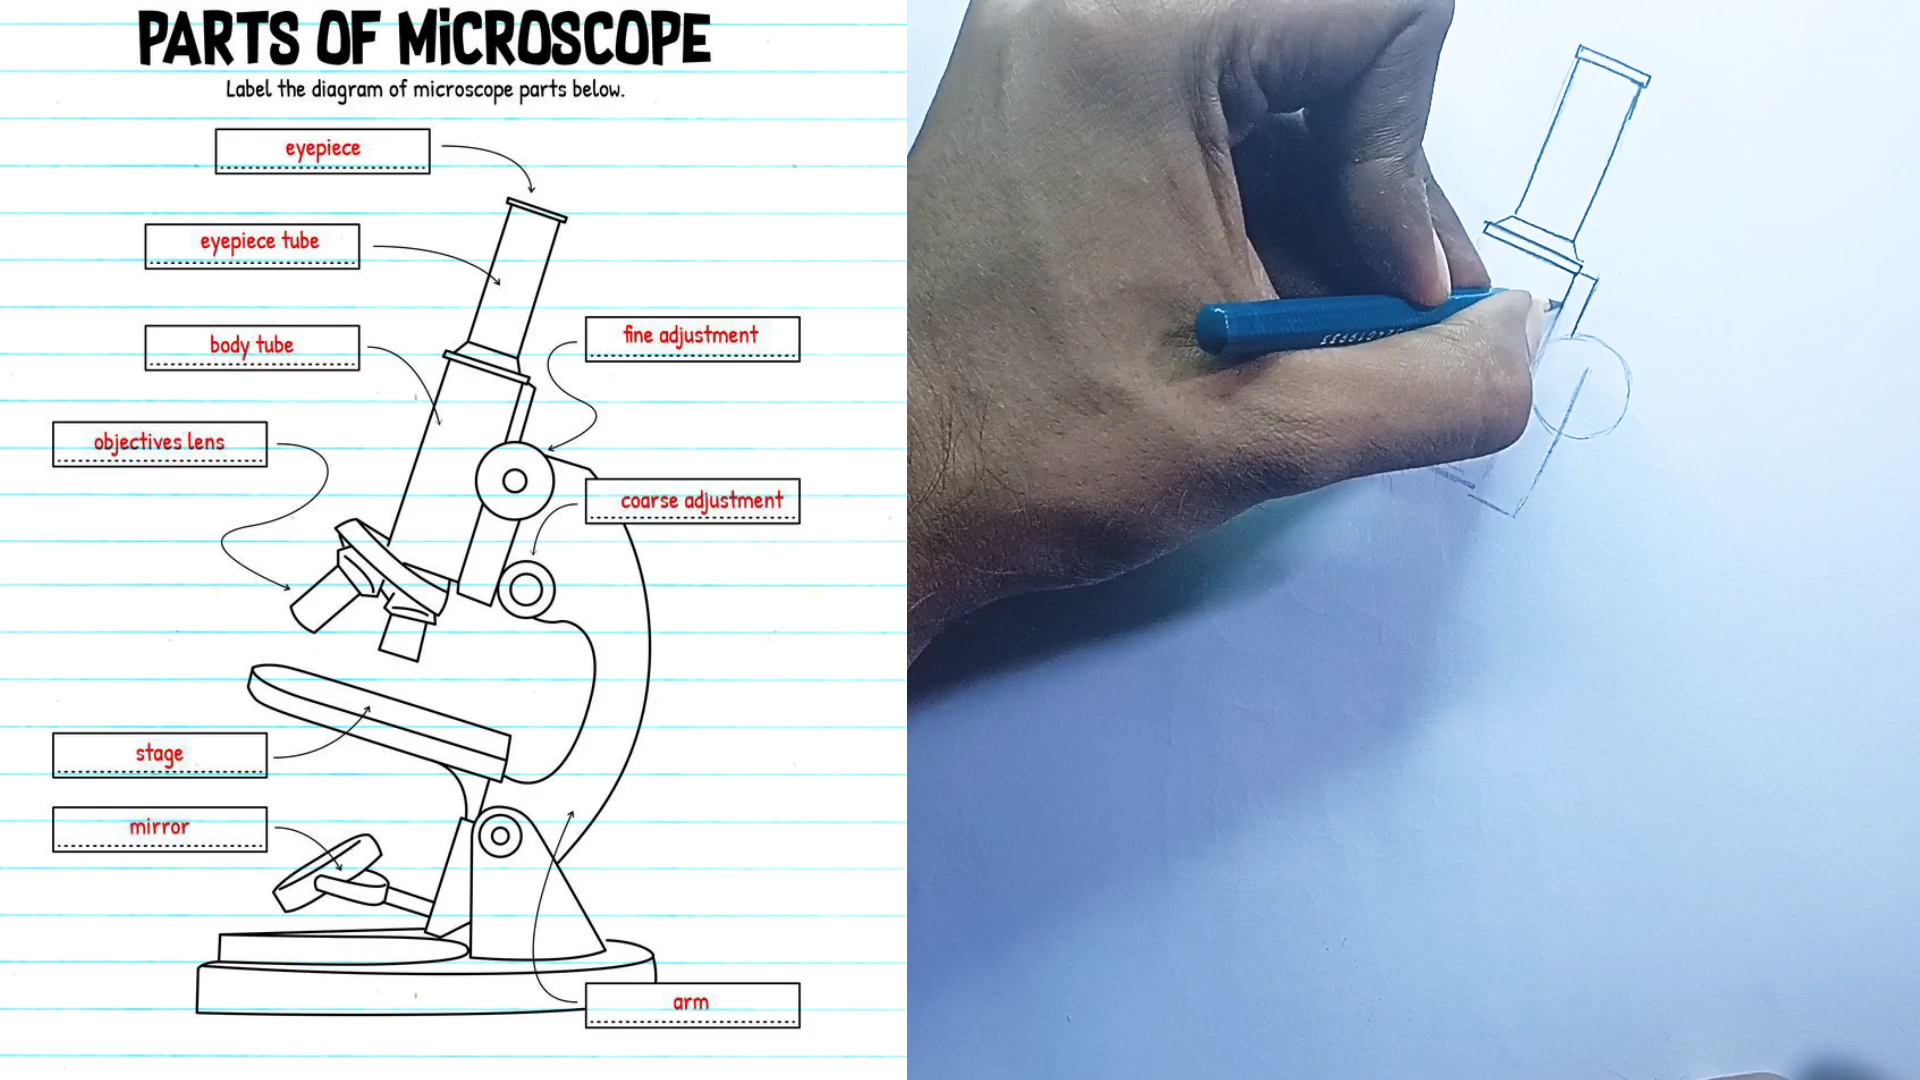 PARTS OF MiCROSCOPE
Label the diagram of microscope parts below.
eyepiece
eyepiece tube
fine adjustment
body tube
objectives lens
coarse adjustment
stage
mirror
arm